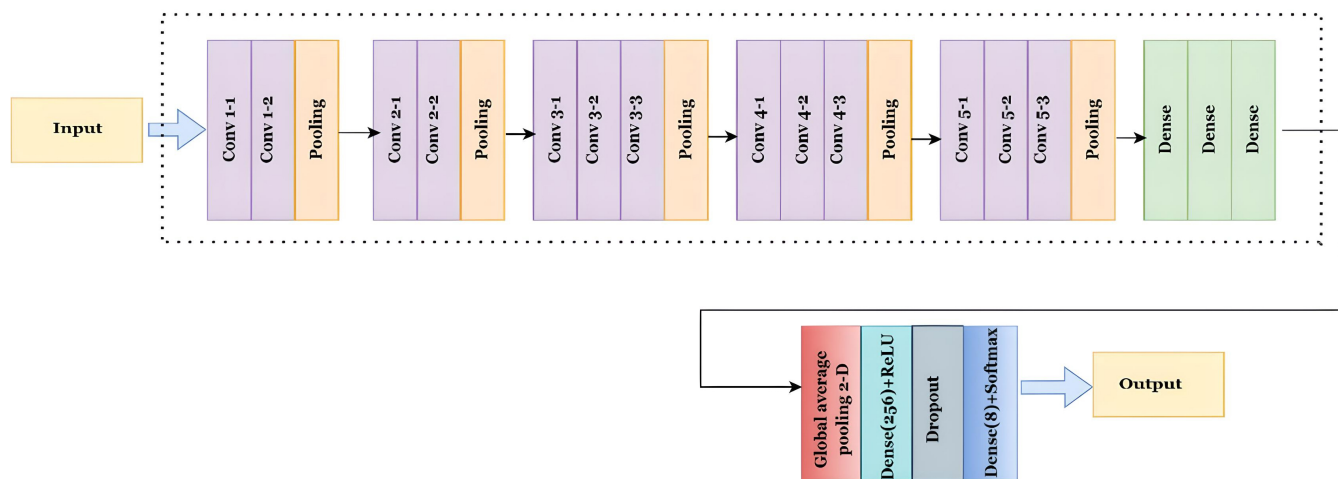 Input
Conv 1-1
Conv 1-2
Pooling
Conv 2-1
Conv 2-2
Pooling
Conv 3-1
Conv 3-2
Conv 3-3
Pooling
Conv 4-1
Conv 4-2
Conv 4-3
Pooling
Conv 5-1
Conv 5-2
Conv 5-3
Pooling
Dense
Dense
Dense
Global average
pooling 2-D
Dense(256)+ReLU
Dropout
Dense(8)+Softmax
Output